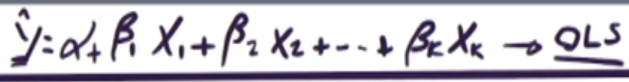 ŷ = α + β₁ X₁ + β₂ X₂ + --- + βₖ Xₖ → OLS